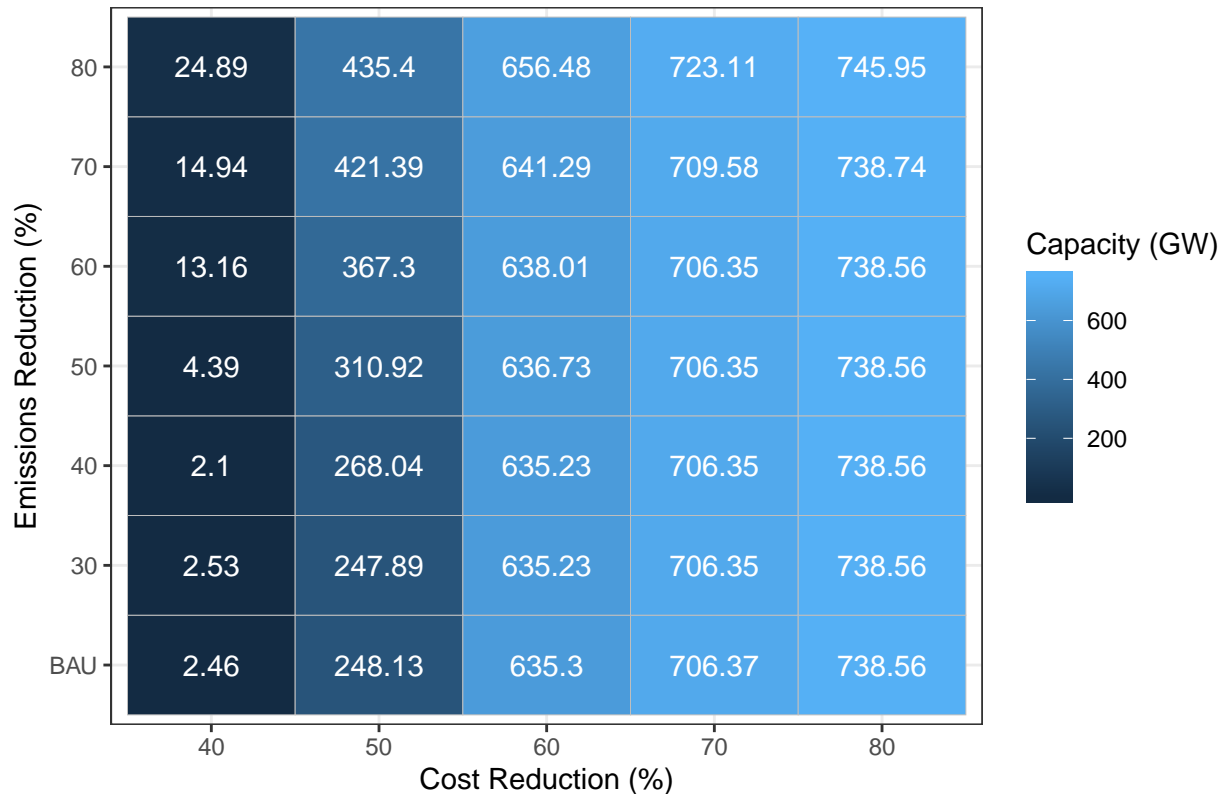 80 24.89 435.4 656.48 723.11 745.95
70 14.94 421.39 641.29 709.58 738.74
60 13.16 367.3 638.01 706.35 738.56
50 4.39 310.92 636.73 706.35 738.56
40 2.1 268.04 635.23 706.35 738.56
30 2.53 247.89 635.23 706.35 738.56
BAU 2.46 248.13 635.3 706.37 738.56
40 50 60 70 80
Cost Reduction (%)
Emissions Reduction (%)
Capacity (GW)
600
400
200